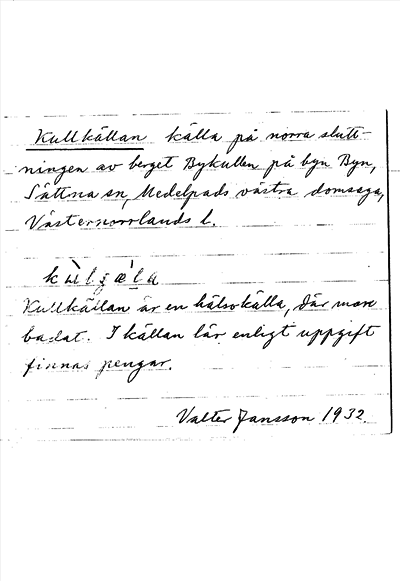 Kullkällan källa på norra slutt-
ningen av berget Bykullen på byn Byn,
Sättna sn, Medelpads västra domsaga,
Västernorrlands l.
Kullkällan är en hälsokälla, där man
badat. I källan lär enligt uppgift
finnas pengar.
Valter Jansson 1932.